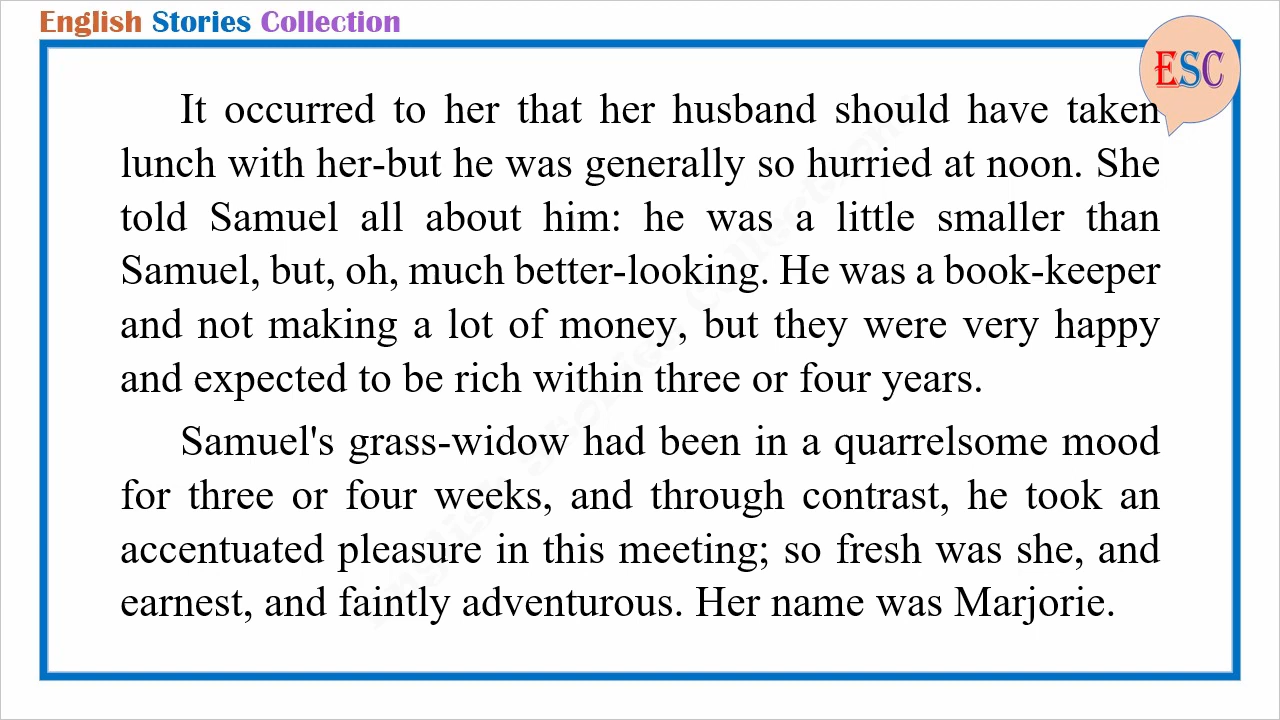 English Stories Collection
ESC
It occurred to her that her husband should have taken
lunch with her-but he was generally so hurried at noon. She
told Samuel all about him: he was a little smaller than
Samuel, but, oh, much better-looking. He was a book-keeper
and not making a lot of money, but they were very happy
and expected to be rich within three or four years.
Samuel's grass-widow had been in a quarrelsome mood
for three or four weeks, and through contrast, he took an
accentuated pleasure in this meeting; so fresh was she, and
earnest, and faintly adventurous. Her name was Marjorie.
English Stories Collection